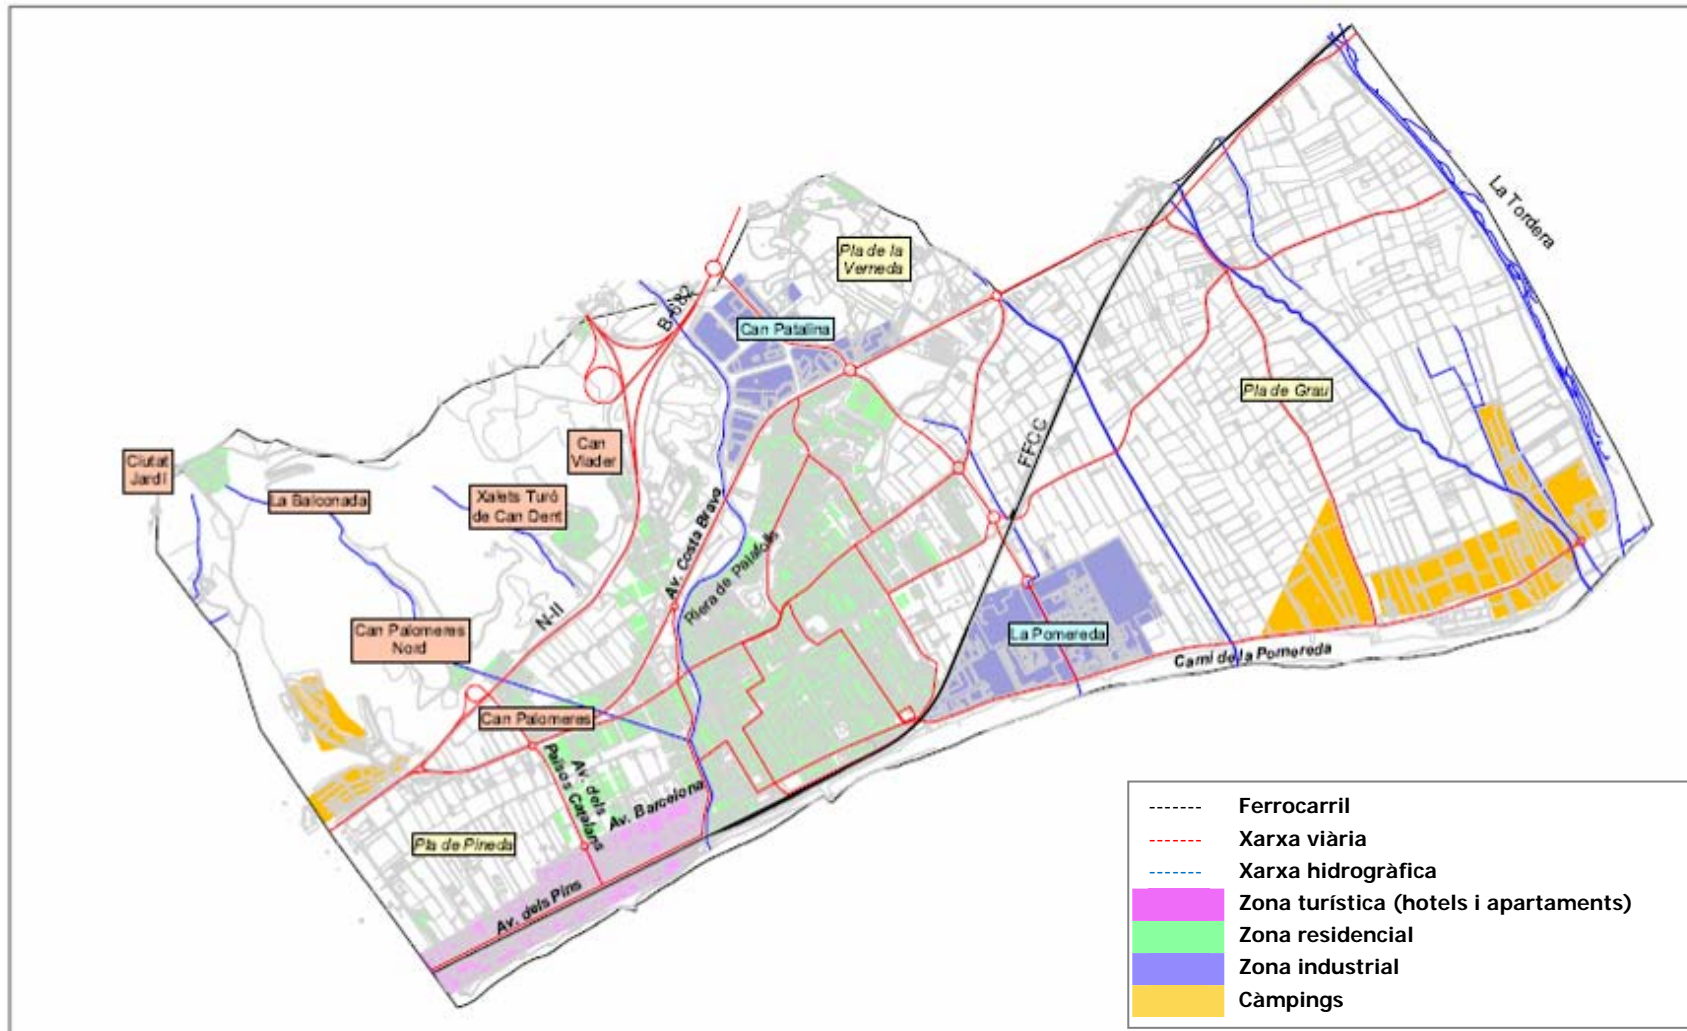 La Tordera
Pla de la
Verneda
B-682
Can Patalina
Pla de Grau
FFCC
Can
Viader
Ciutat
Jardí
La Balconada
Xalets Turó
de Can Dent
Av. Costa Brava
Riera de Palafolls
N-II
Can Palomeres
Nord
La Pomereda
Camí de la Pomereda
Can Palomeres
Av. dels
Països Catalans
Av. Barcelona
Pla de Pineda
Av. dels Pins
Ferrocarril
Xarxa viària
Xarxa hidrogràfica
Zona turística (hotels i apartaments)
Zona residencial
Zona industrial
Càmpings